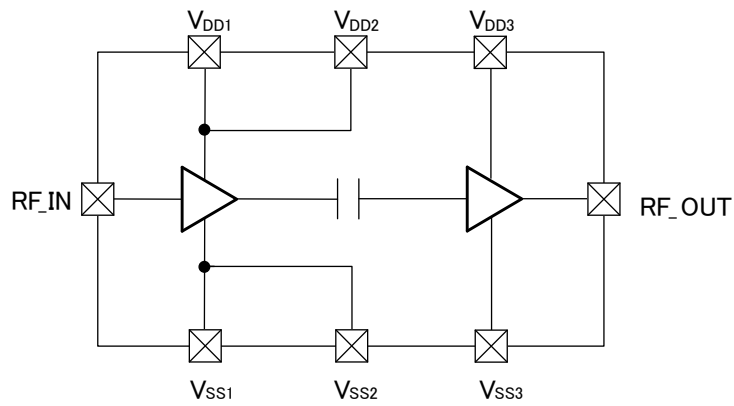 VDD1
VDD2
VDD3
RF_IN
RF_OUT
VSS1
VSS2
VSS3